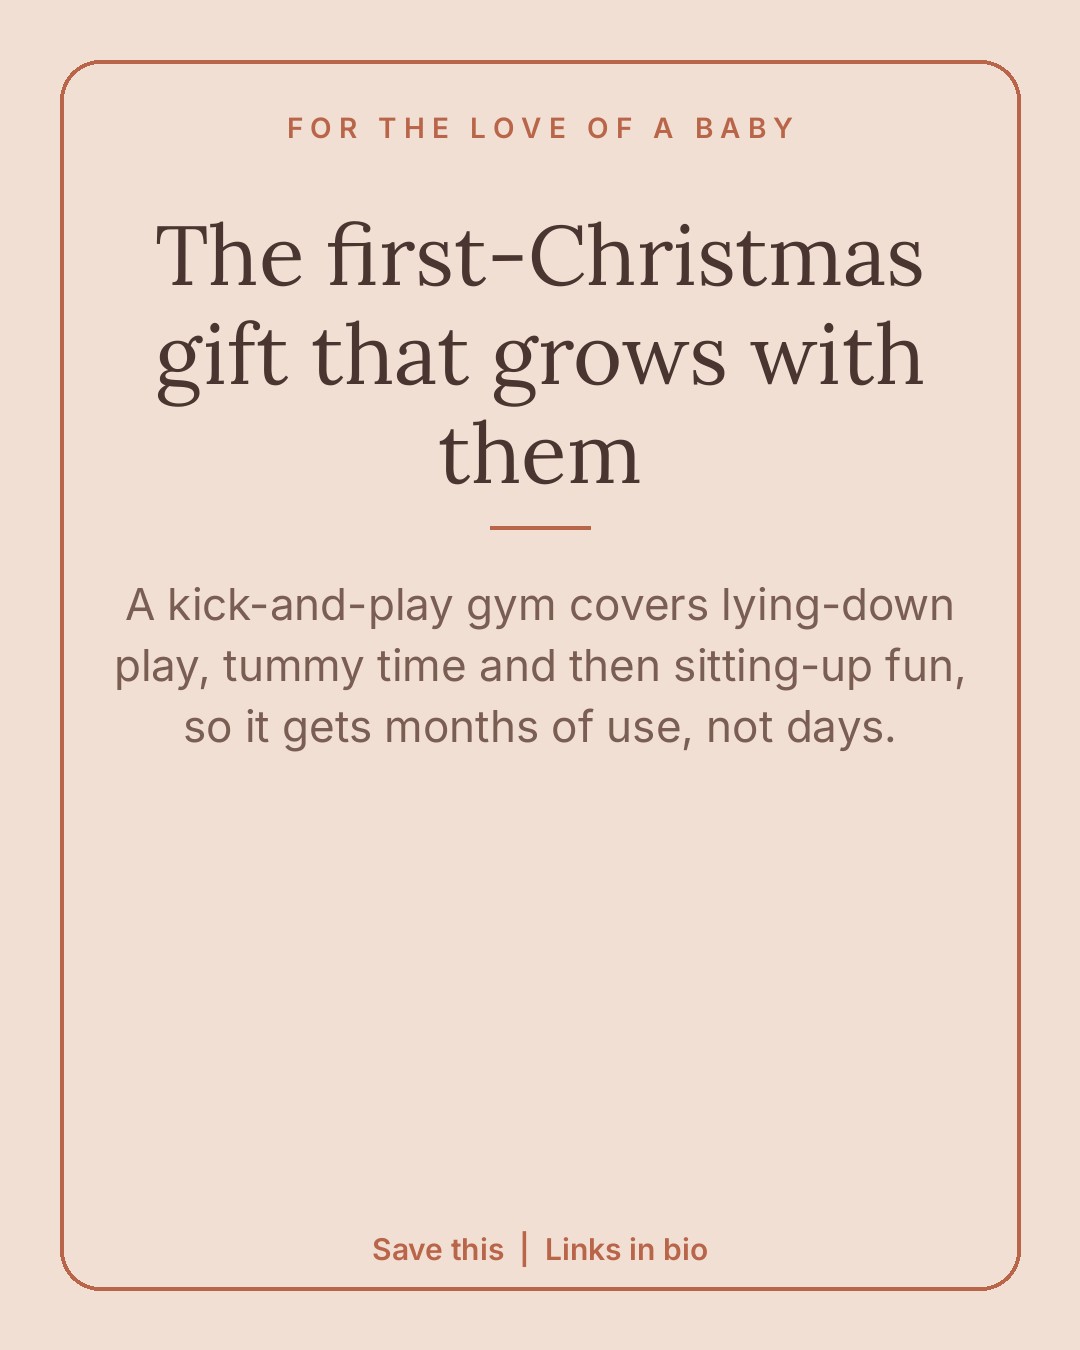 FOR THE LOVE OF A BABY
The first-Christmas
gift that grows with
them
A kick-and-play gym covers lying-down
play, tummy time and then sitting-up fun,
so it gets months of use, not days.
Save this | Links in bio